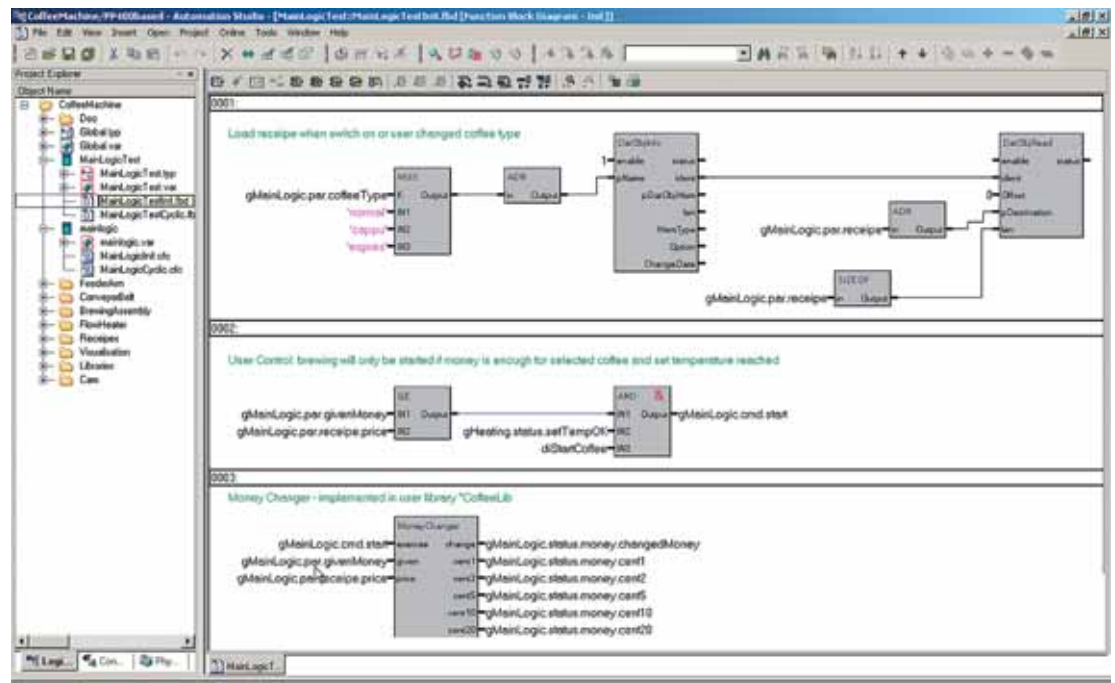 CoffeeMachine/PP400Based - Automation Studio - [MainLogicTest::MainLogicTestInit.fbd [Function Block Diagram - Init]]
File Edit View Insert Open Project Online Tools Window Help
Project Explorer
Object Name
CoffeeMachine
Doc
Global.typ
Global.var
MainLogicTest
MainLogicTest.typ
MainLogicTest.var
MainLogicTestInit.fbd
MainLogicTestCyclic.fb
mainlogic
mainlogic.var
MainLogicInit.cfc
MainLogicCyclic.cfc
FeederArm
ConveyorBelt
BrewingAssembly
FlowHeater
Receipes
Visualisation
Libraries
Cam
Logi...
Con...
Phy...
0001:
Load receipe when switch on or user changed coffee type
gMainLogic.par.coffeeType
MUX
K Output
'normal' IN1
'cappu' IN2
IN3
ADR
In Output
DatObjInfo
1 enable status
pName ident
pDatObjMem
len
MemType
Option
ChangeDate
gMainLogic.par.receipe
ADR
in Output
gMainLogic.par.receipe
SIZEOF
in Output
DatObjRead
enable status
ident
0 Offset
pDestination
len
0002:
User Control: brewing will only be started if money is enough for selected coffee and set temperature reached
GE
gMainLogic.par.givenMoney IN1 Output
gMainLogic.par.receipe.price IN2
AND
IN1 Output gMainLogic.cmd.start
gHeating.status.setTempOK IN2
diStartCoffee IN3
0003:
Money Changer - implemented in user library "CoffeeLib
MoneyChanger
gMainLogic.cmd.start execute change gMainLogic.status.money.changedMoney
gMainLogic.par.givenMoney given cent1 gMainLogic.status.money.cent1
gMainLogic.par.receipe.price price cent2 gMainLogic.status.money.cent2
cent5 gMainLogic.status.money.cent5
cent10 gMainLogic.status.money.cent10
cent20 gMainLogic.status.money.cent20
MainLogicT...